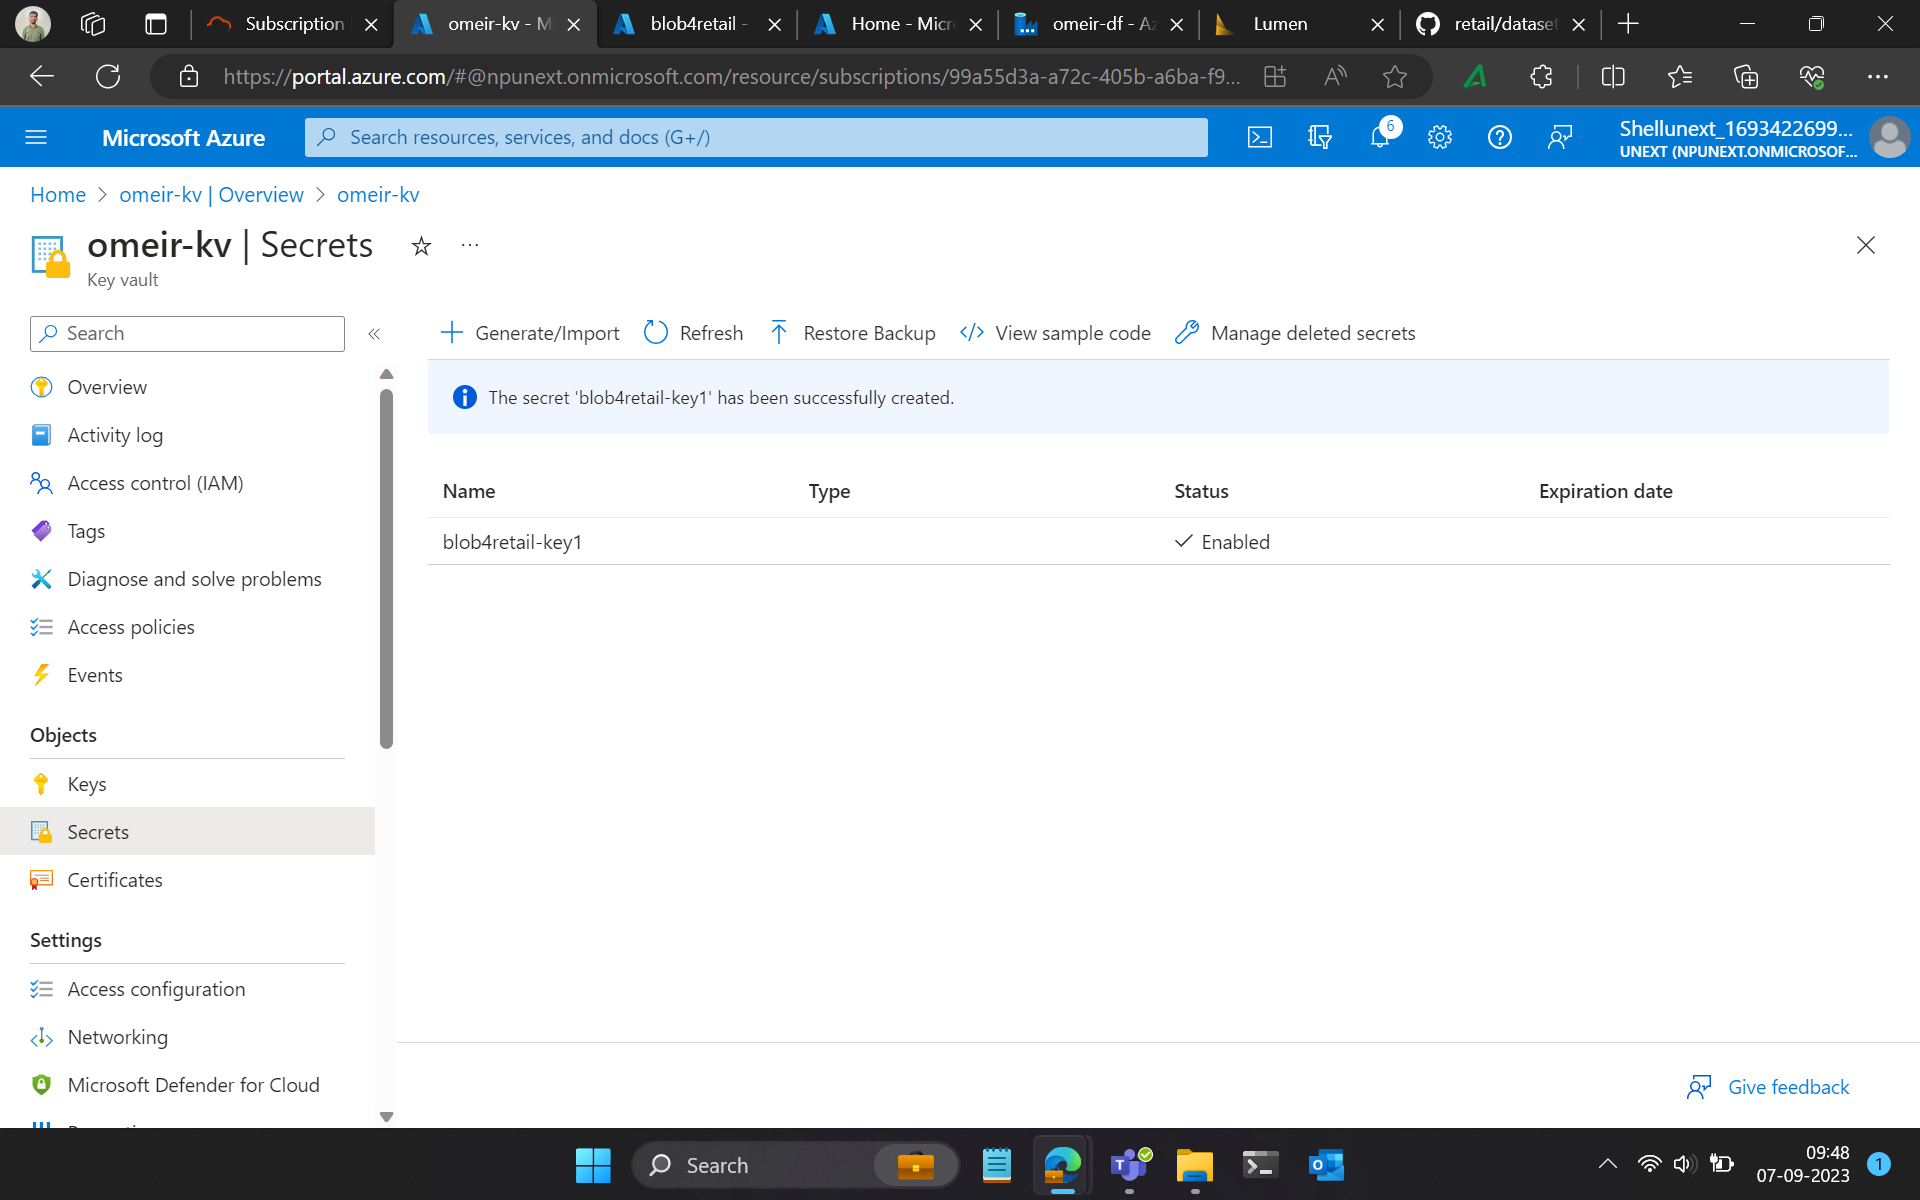 Subscription
omeir-kv - M
blob4retail -
Home - Micr
omeir-df - Az
Lumen
retail/dataset
https://portal.azure.com/#@npunext.onmicrosoft.com/resource/subscriptions/99a55d3a-a72c-405b-a6ba-f9...
Microsoft Azure
Search resources, services, and docs (G+/)
6
Shellunext_1693422699...
UNEXT (NPUNEXT.ONMICROSOF...
Home > omeir-kv | Overview > omeir-kv
omeir-kv | Secrets
Key vault
Search
Generate/Import
Refresh
Restore Backup
View sample code
Manage deleted secrets
Overview
Activity log
Access control (IAM)
Tags
Diagnose and solve problems
Access policies
Events
Objects
Keys
Secrets
Certificates
Settings
Access configuration
Networking
Microsoft Defender for Cloud
The secret 'blob4retail-key1' has been successfully created.
Name Type Status Expiration date
blob4retail-key1 Enabled
Give feedback
Search
09:48
07-09-2023
1